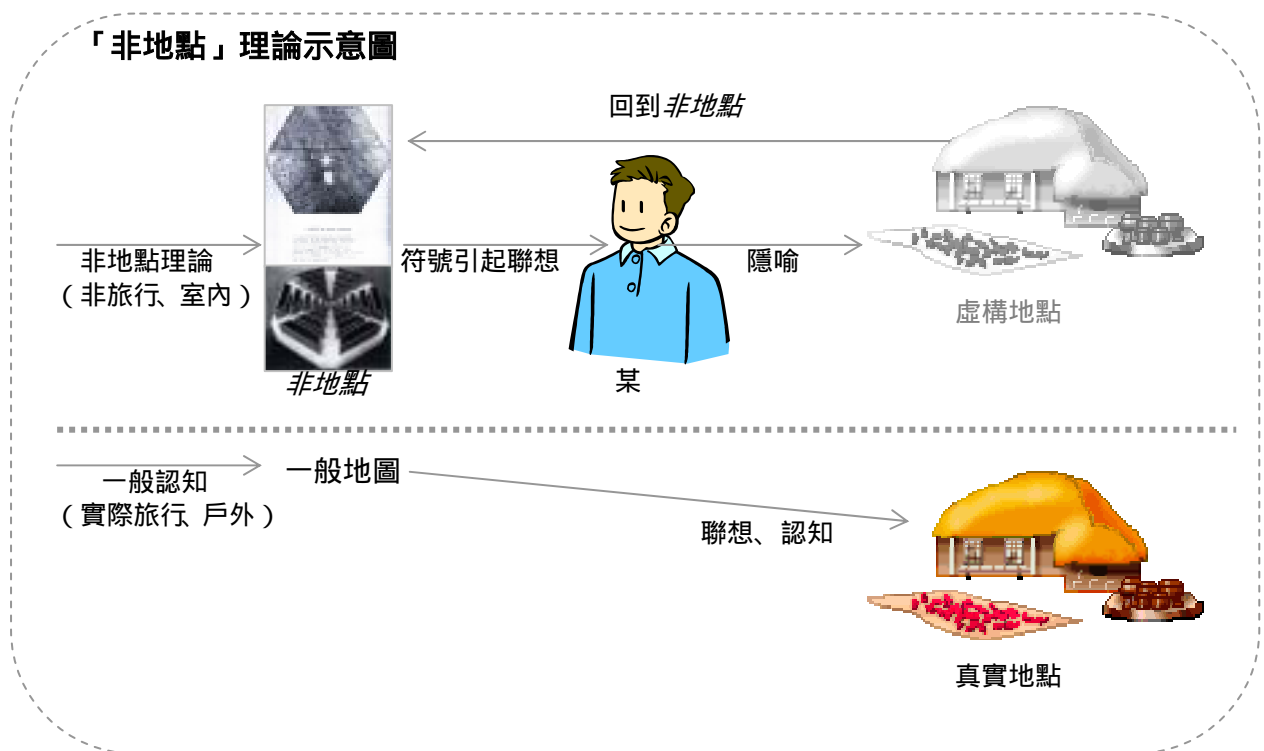 「非地點」理論示意圖
回到非地點
非地點理論
（非旅行、室內）
符號引起聯想
隱喻
虛構地點
非地點
某
一般認知
（實際旅行、戶外）
一般地圖
聯想、認知
真實地點